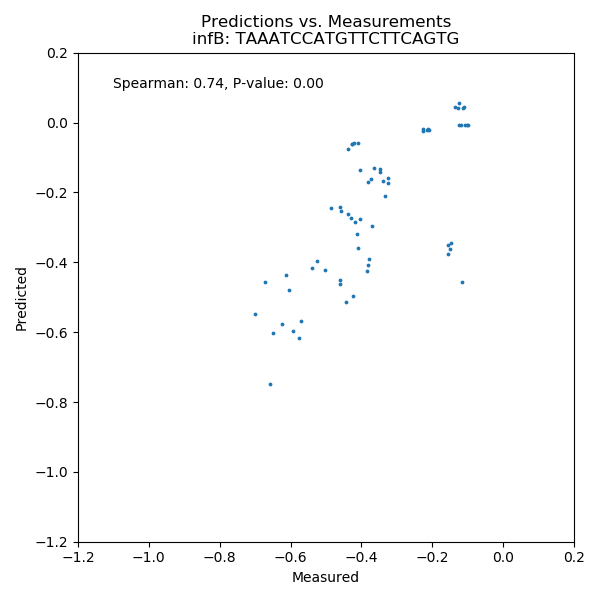 Predictions vs. Measurements
infB: TAAATCCATGTTCTTCAGTG
Spearman: 0.74, P-value: 0.00
0.2
0.0
−0.2
−0.4
−0.6
−0.8
−1.0
−1.2
Predicted
−1.2 −1.0 −0.8 −0.6 −0.4 −0.2 0.0 0.2
Measured